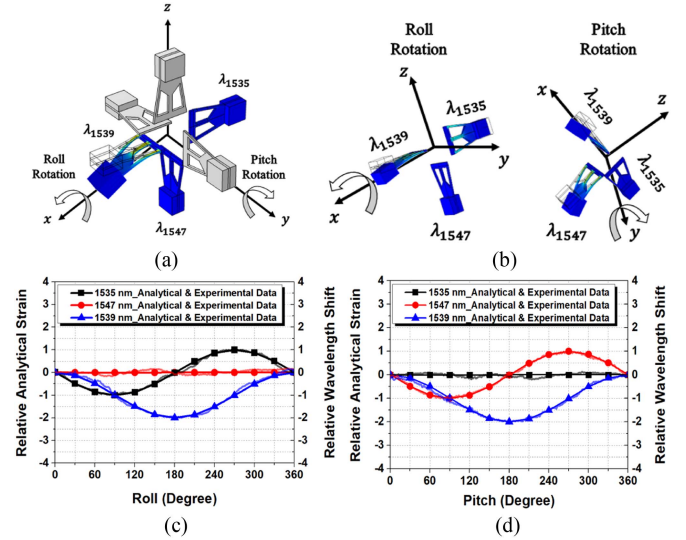 z
λ1535
λ1539
Roll
Rotation
Pitch
Rotation
x
λ1547
y
(a)
Roll
Rotation
z
λ1535
λ1539
y
x
λ1547
Pitch
Rotation
x
λ1539
z
λ1535
λ1547
y
(b)
Relative Analytical Strain
Relative Wavelength Shift
4
3
2
1
0
-1
-2
-3
-4
1535 nm_Analytical & Experimental Data
1547 nm_Analytical & Experimental Data
1539 nm_Analytical & Experimental Data
4
3
2
1
0
-1
-2
-3
-4
0 60 120 180 240 300 360
Roll (Degree)
(c)
Relative Analytical Strain
Relative Wavelength Shift
4
3
2
1
0
-1
-2
-3
-4
1535 nm_Analytical & Experimental Data
1547 nm_Analytical & Experimental Data
1539 nm_Analytical & Experimental Data
4
3
2
1
0
-1
-2
-3
-4
0 60 120 180 240 300 360
Pitch (Degree)
(d)